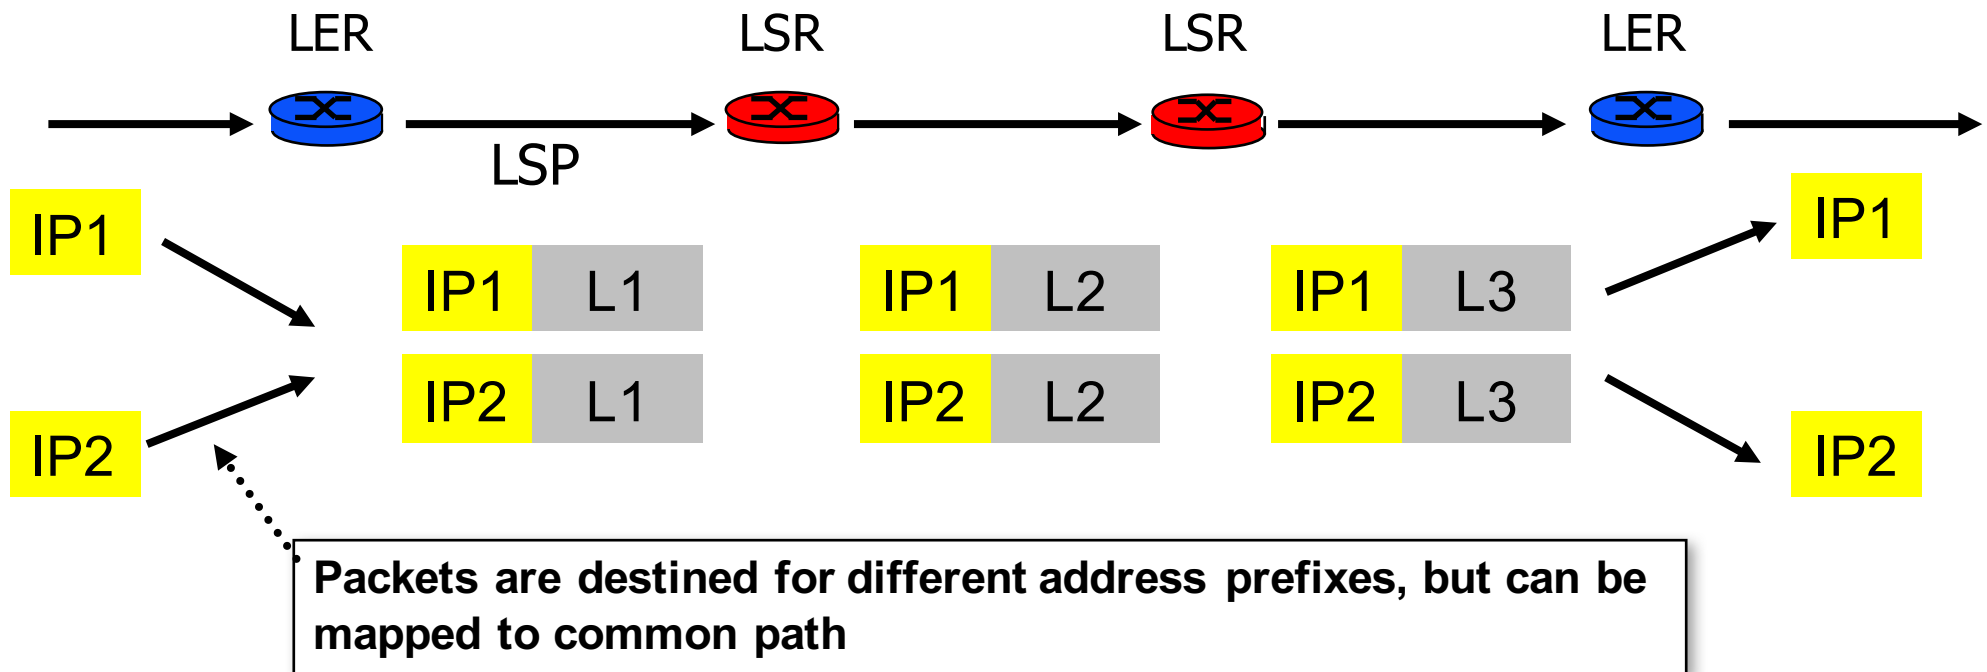 LER LSR LSR LER
LSP
IP1 IP1
IP1 L1 IP1 L2 IP1 L3
IP2 L1 IP2 L2 IP2 L3
IP2 IP2
Packets are destined for different address prefixes, but can be
mapped to common path